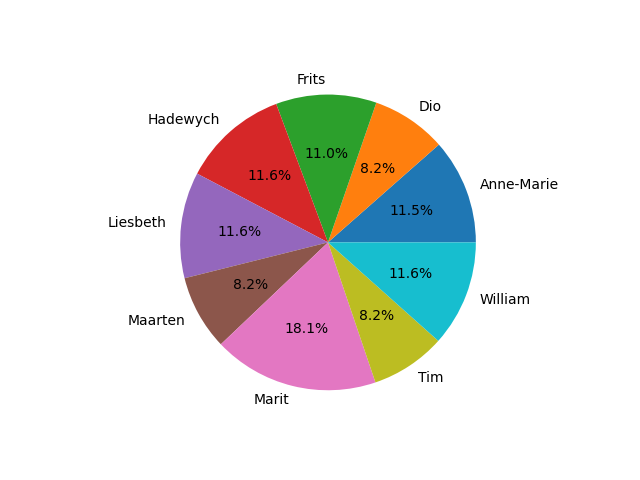 Frits
Dio
Hadewych
11.0%
8.2%
11.6%
Anne-Marie
11.5%
Liesbeth
11.6%
11.6%
8.2%
William
Maarten
18.1%
8.2%
Tim
Marit